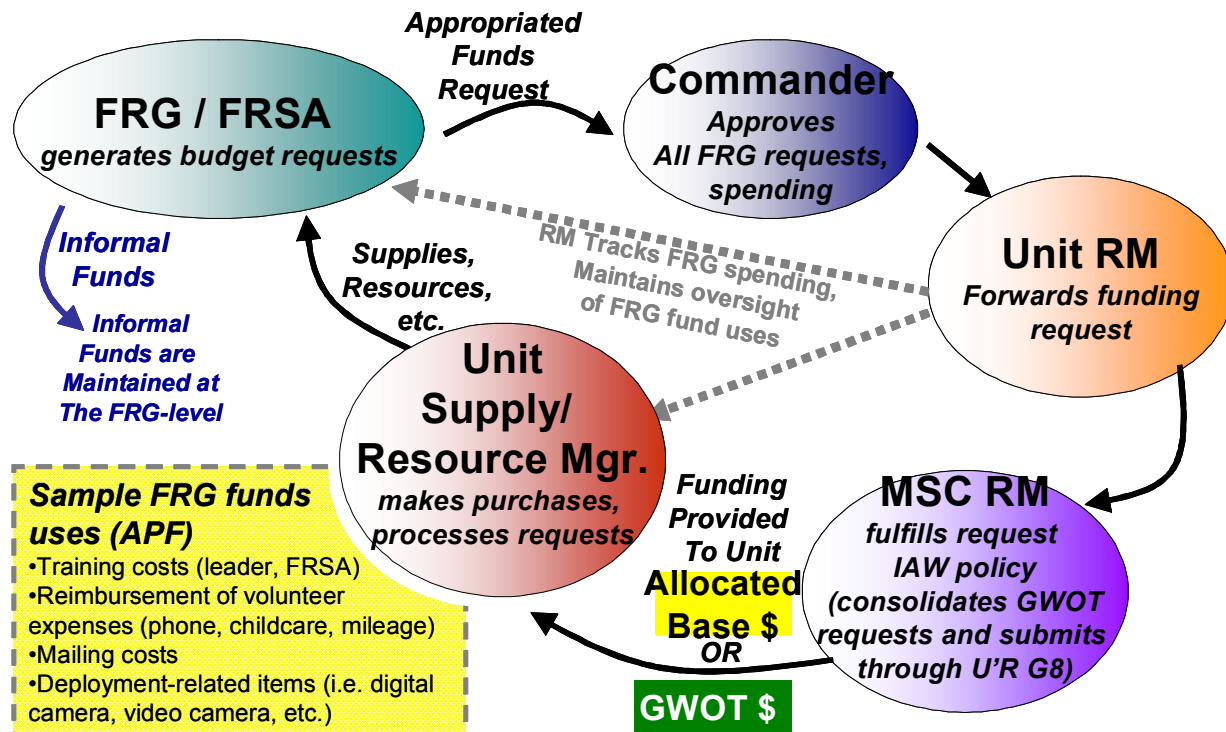 Appropriated
Funds
Request
FRG / FRSA
generates budget requests
Commander
Approves
All FRG requests,
spending
Unit RM
Forwards funding
request
RM Tracks FRG spending,
Maintains oversight
of FRG fund uses
Informal
Funds
Informal
Funds are
Maintained at
The FRG-level
Supplies,
Resources,
etc.
Unit
Supply/
Resource Mgr.
makes purchases,
processes requests
MSC RM
fulfills request
IAW policy
(consolidates GWOT
requests and submits
through U'R G8)
Funding
Provided
To Unit
Allocated
Base $
OR
GWOT $
Sample FRG funds
uses (APF)
•Training costs (leader, FRSA)
•Reimbursement of volunteer
expenses (phone, childcare, mileage)
•Mailing costs
•Deployment-related items (i.e. digital
camera, video camera, etc.)